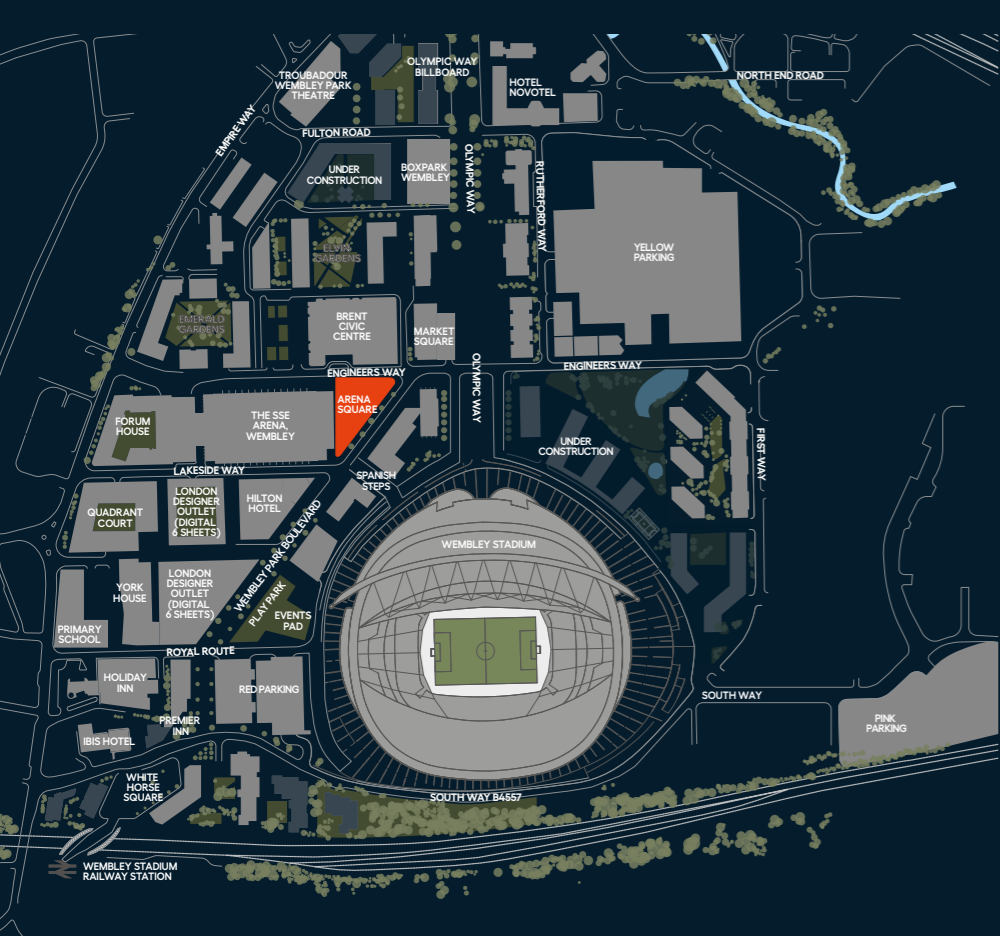 OLYMPIC WAY
BILLBOARD
TROUBADOUR
WEMBLEY PARK
THEATRE
HOTEL
NOVOTEL
NORTH END ROAD
EMPIRE WAY
FULTON ROAD
UNDER
CONSTRUCTION
BOXPARK
WEMBLEY
OLYMPIC WAY
RUTHERFORD WAY
YELLOW
PARKING
ELVIN
GARDENS
EMERALD
GARDENS
BRENT
CIVIC
CENTRE
MARKET
SQUARE
ENGINEERS WAY
ENGINEERS WAY
OLYMPIC WAY
ARENA
SQUARE
FORUM
HOUSE
THE SSE
ARENA,
WEMBLEY
UNDER
CONSTRUCTION
FIRST WAY
LAKESIDE WAY
SPANISH
STEPS
QUADRANT
COURT
LONDON
DESIGNER
OUTLET
(DIGITAL
6 SHEETS)
HILTON
HOTEL
WEMBLEY PARK BOULEVARD
WEMBLEY STADIUM
YORK
HOUSE
LONDON
DESIGNER
OUTLET
(DIGITAL
6 SHEETS)
PLAY PARK
EVENTS
PAD
PRIMARY
SCHOOL
ROYAL ROUTE
HOLIDAY
INN
RED PARKING
SOUTH WAY
PREMIER
INN
PINK
PARKING
IBIS HOTEL
WHITE
HORSE
SQUARE
SOUTH WAY B4557
WEMBLEY STADIUM
RAILWAY STATION